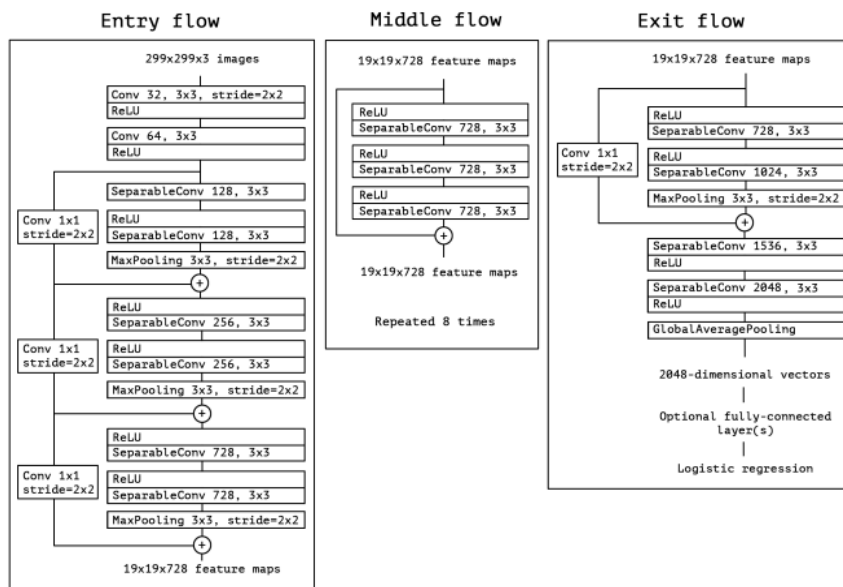 Entry flow
299x299x3 images
Conv 32, 3x3, stride=2x2
ReLU
Conv 64, 3x3
ReLU
SeparableConv 128, 3x3
Conv 1x1
stride=2x2
ReLU
SeparableConv 128, 3x3
MaxPooling 3x3, stride=2x2
+
ReLU
SeparableConv 256, 3x3
Conv 1x1
stride=2x2
ReLU
SeparableConv 256, 3x3
MaxPooling 3x3, stride=2x2
+
ReLU
SeparableConv 728, 3x3
Conv 1x1
stride=2x2
ReLU
SeparableConv 728, 3x3
MaxPooling 3x3, stride=2x2
+
19x19x728 feature maps
Middle flow
19x19x728 feature maps
ReLU
SeparableConv 728, 3x3
ReLU
SeparableConv 728, 3x3
ReLU
SeparableConv 728, 3x3
+
19x19x728 feature maps
Repeated 8 times
Exit flow
19x19x728 feature maps
ReLU
SeparableConv 728, 3x3
Conv 1x1
stride=2x2
ReLU
SeparableConv 1024, 3x3
MaxPooling 3x3, stride=2x2
+
SeparableConv 1536, 3x3
ReLU
SeparableConv 2048, 3x3
ReLU
GlobalAveragePooling
2048-dimensional vectors
Optional fully-connected
layer(s)
Logistic regression